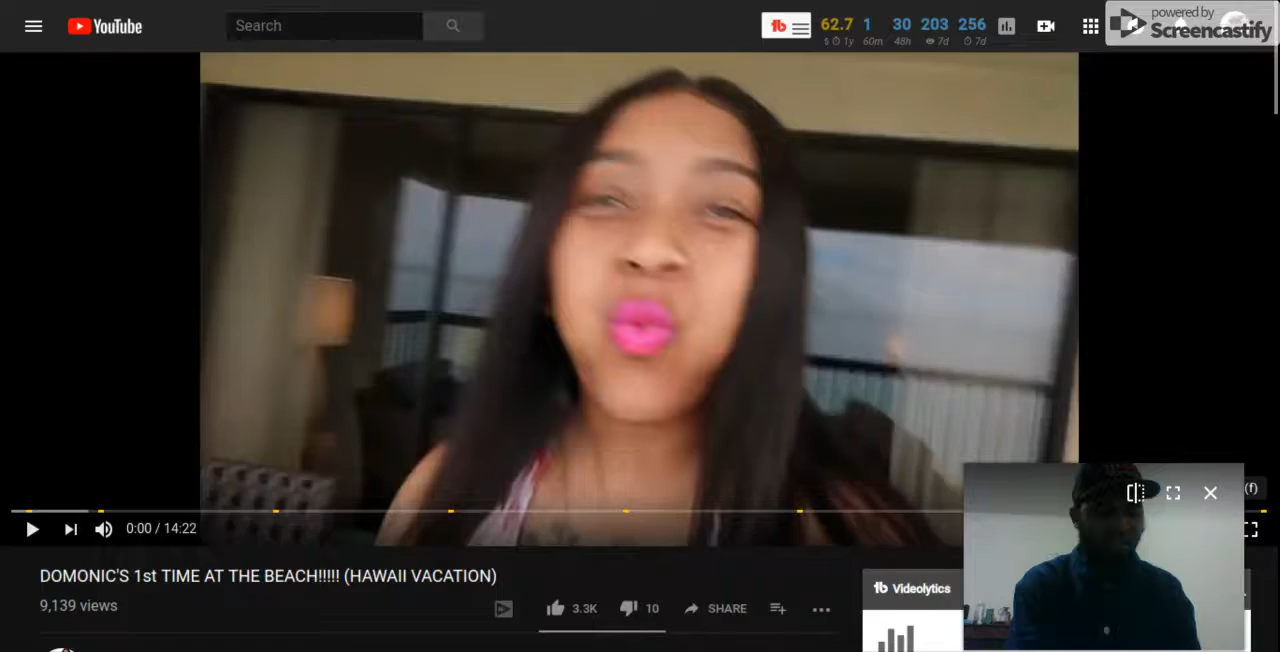 YouTube
Search
62.7 1 30 203 256
$ 1y 60m 48h 7d 7d
powered by
Screencastify
(f)
0:00 / 14:22
DOMONIC'S 1st TIME AT THE BEACH!!!!! (HAWAII VACATION)
9,139 views
3.3K
10
SHARE
tb Videolytics